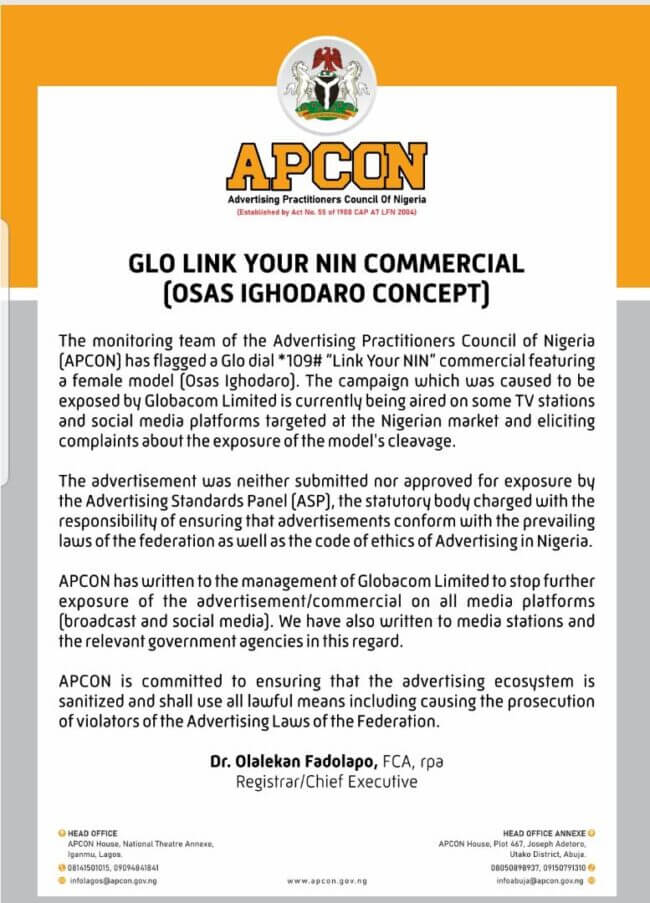 APCON
Advertising Practitioners Council Of Nigeria
(Established by Act No. 55 of 1988 CAP A7 LFN 2004)
GLO LINK YOUR NIN COMMERCIAL
(OSAS IGHODARO CONCEPT)
The monitoring team of the Advertising Practitioners Council of Nigeria
(APCON) has flagged a Glo dial *109# “Link Your NIN” commercial featuring
a female model (Osas Ighodaro). The campaign which was caused to be
exposed by Globacom Limited is currently being aired on some TV stations
and social media platforms targeted at the Nigerian market and eliciting
complaints about the exposure of the model's cleavage.
The advertisement was neither submitted nor approved for exposure by
the Advertising Standards Panel (ASP), the statutory body charged with the
responsibility of ensuring that advertisements conform with the prevailing
laws of the federation as well as the code of ethics of Advertising in Nigeria.
APCON has written to the management of Globacom Limited to stop further
exposure of the advertisement/commercial on all media platforms
(broadcast and social media). We have also written to media stations and
the relevant government agencies in this regard.
APCON is committed to ensuring that the advertising ecosystem is
sanitized and shall use all lawful means including causing the prosecution
of violators of the Advertising Laws of the Federation.
Dr. Olalekan Fadolapo, FCA, rpa
Registrar/Chief Executive
HEAD OFFICE
APCON House, National Theatre Annexe,
Iganmu, Lagos.
08141501015, 09094841841
infolagos@apcon.gov.ng
www.apcon.gov.ng
HEAD OFFICE ANNEXE
APCON House, Plot 467, Joseph Adetoro,
Utako District, Abuja.
08050898937, 09150791310
infoabuja@apcon.gov.ng